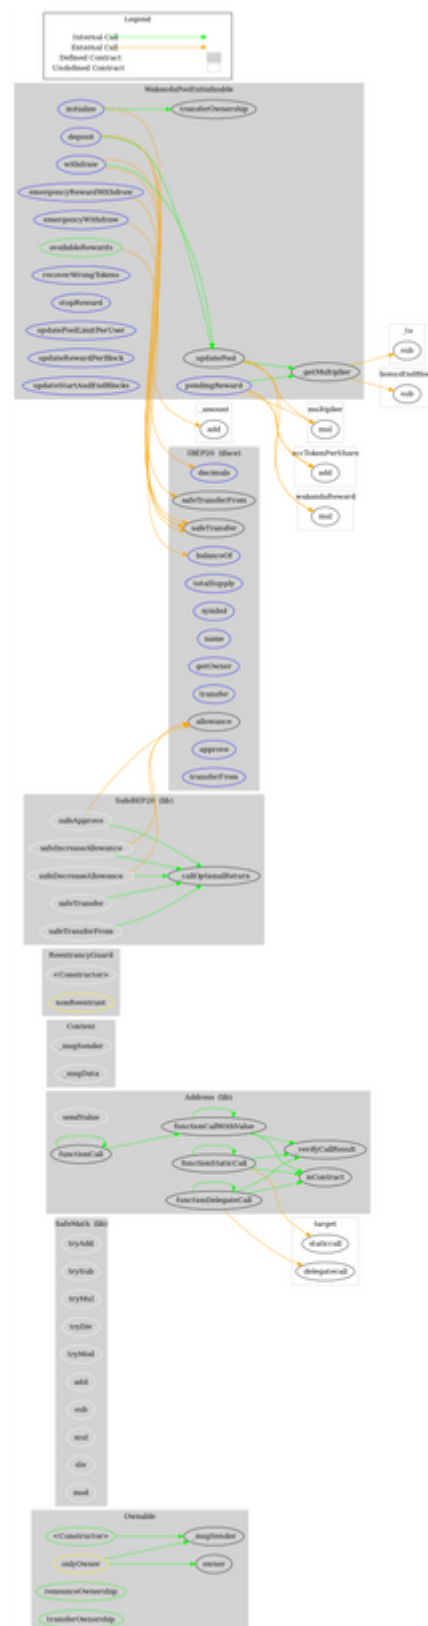 Legend
Internal Call
External Call
Defined Contract
Undefined Contract
WakandaPoolInitializable
initialize
transferOwnership
deposit
withdraw
emergencyRewardWithdraw
emergencyWithdraw
availableRewards
recoverWrongTokens
stopReward
updatePoolLimitPerUser
updateRewardPerBlock
updateStartAndEndBlocks
updatePool
pendingReward
getMultiplier
_to
sub
bonusEndBloc
sub
_amount
add
multiplier
mul
accTokenPerShare
add
wakandaReward
mul
IBEP20 (iface)
decimals
safeTransferFrom
safeTransfer
balanceOf
totalSupply
symbol
name
getOwner
transfer
allowance
approve
transferFrom
SafeBEP20 (lib)
safeApprove
safeIncreaseAllowance
safeDecreaseAllowance
safeTransfer
safeTransferFrom
_callOptionalReturn
ReentrancyGuard
<Constructor>
nonReentrant
Context
_msgSender
_msgData
Address (lib)
sendValue
functionCall
functionCallWithValue
functionStaticCall
functionDelegateCall
verifyCallResult
isContract
target
staticcall
delegatecall
SafeMath (lib)
tryAdd
trySub
tryMul
tryDiv
tryMod
add
sub
mul
div
mod
Ownable
<Constructor>
_msgSender
onlyOwner
owner
renounceOwnership
transferOwnership